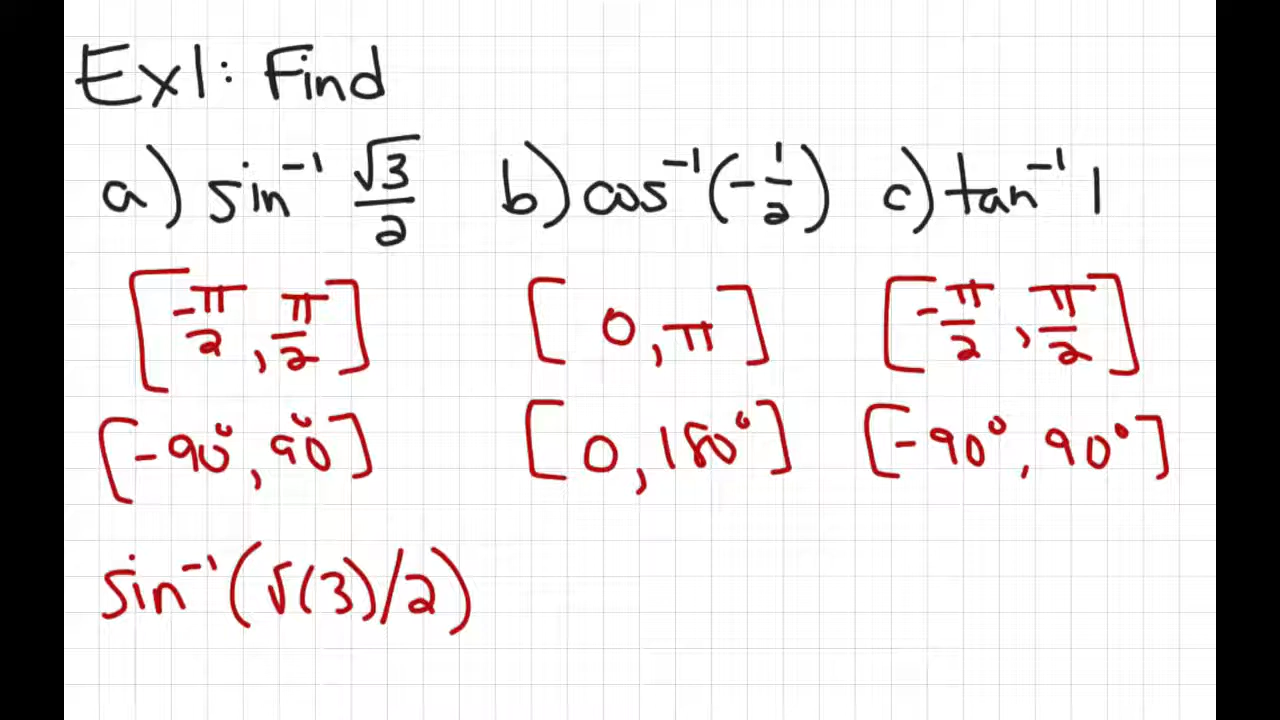 Ex1: Find
a) sin⁻¹ √3/2 b) cos⁻¹(-1/2) c) tan⁻¹ 1
[-π/2, π/2] [0, π] [-π/2, π/2]
[-90°, 90°] [0, 180°] [-90°, 90°]
sin⁻¹(√(3)/2)